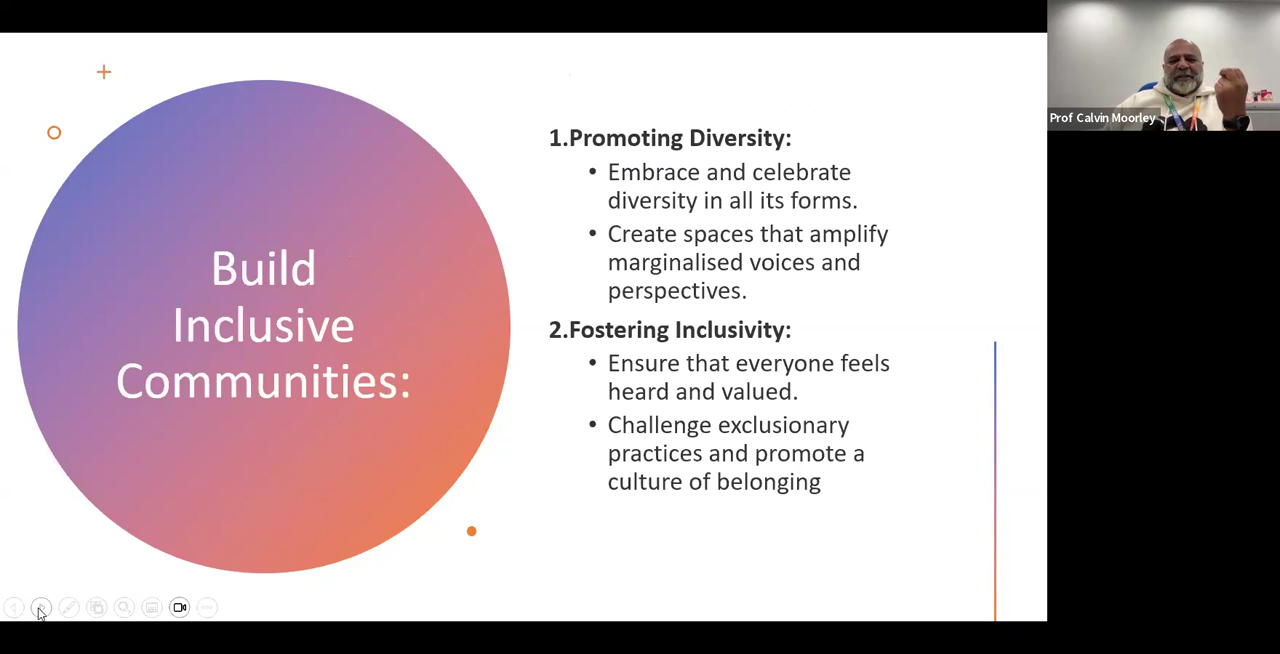 Build
Inclusive
Communities:
1.Promoting Diversity:
• Embrace and celebrate
diversity in all its forms.
• Create spaces that amplify
marginalised voices and
perspectives.
2.Fostering Inclusivity:
• Ensure that everyone feels
heard and valued.
• Challenge exclusionary
practices and promote a
culture of belonging
Prof Calvin Moorley